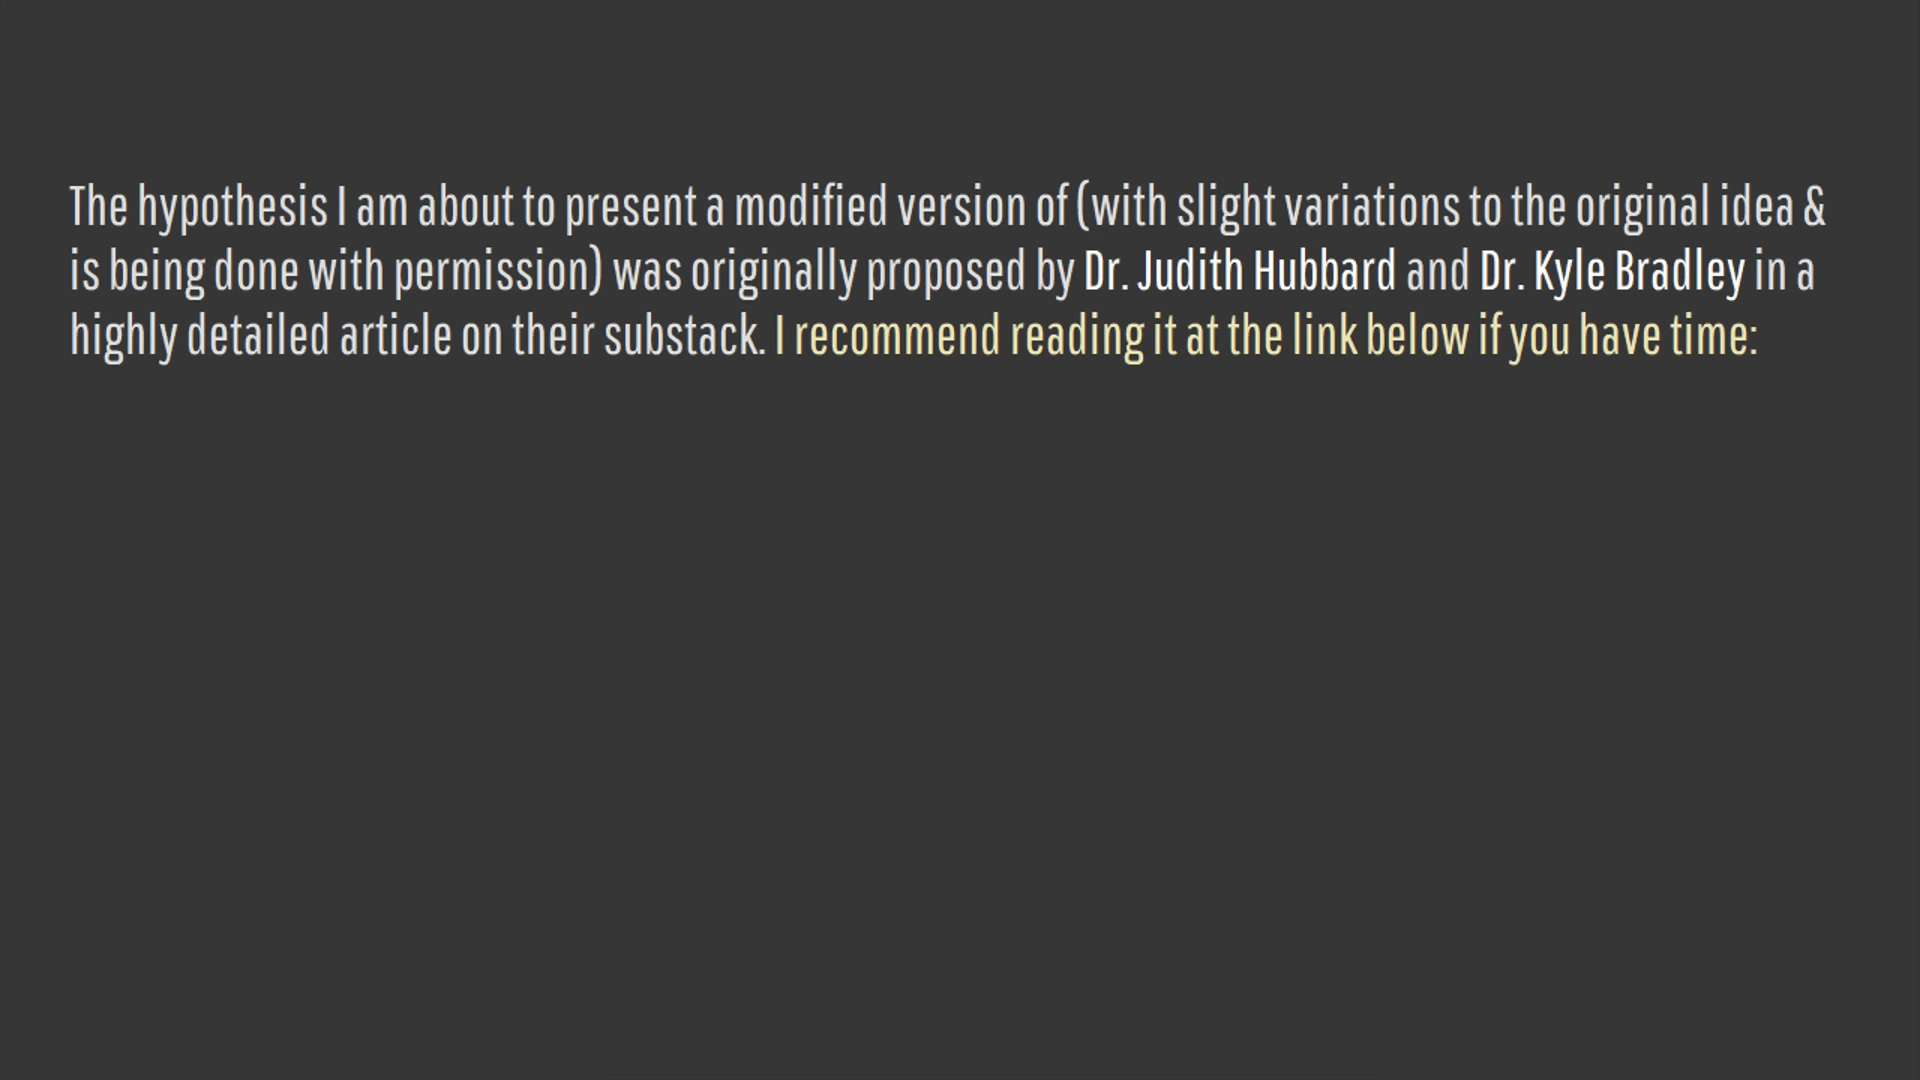 The hypothesis I am about to present a modified version of (with slight variations to the original idea &
is being done with permission) was originally proposed by Dr. Judith Hubbard and Dr. Kyle Bradley in a
highly detailed article on their substack. I recommend reading it at the link below if you have time: